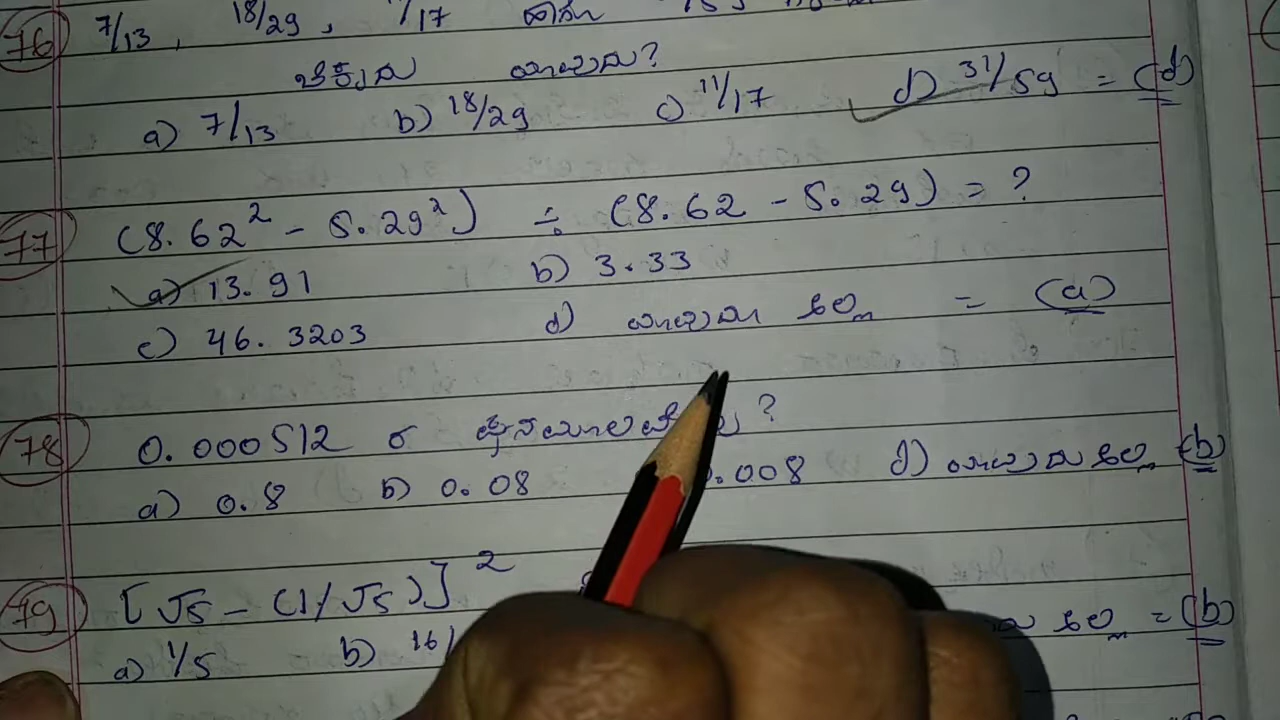 76) 7/13, 18/29, 11/17
ಚಿಕ್ಕದು ಯಾವುದು?
a) 7/13 b) 18/29 c) 11/17 d) 31/59 = (d)
77) (8.62² - 5.29²) ÷ (8.62 - 5.29) = ?
a) 13.91 b) 3.33
c) 46.3203 d) ಯಾವುದೂ ಅಲ್ಲ = (a)
78) 0.000512 ರ ?
a) 0.8 b) 0.08 0.008 d) ಯಾವುದು ಅಲ್ಲ (b)
79) [√5 - (1/√5)]²
a) 1/5 b) 16/ ಅಲ್ಲ = (b)